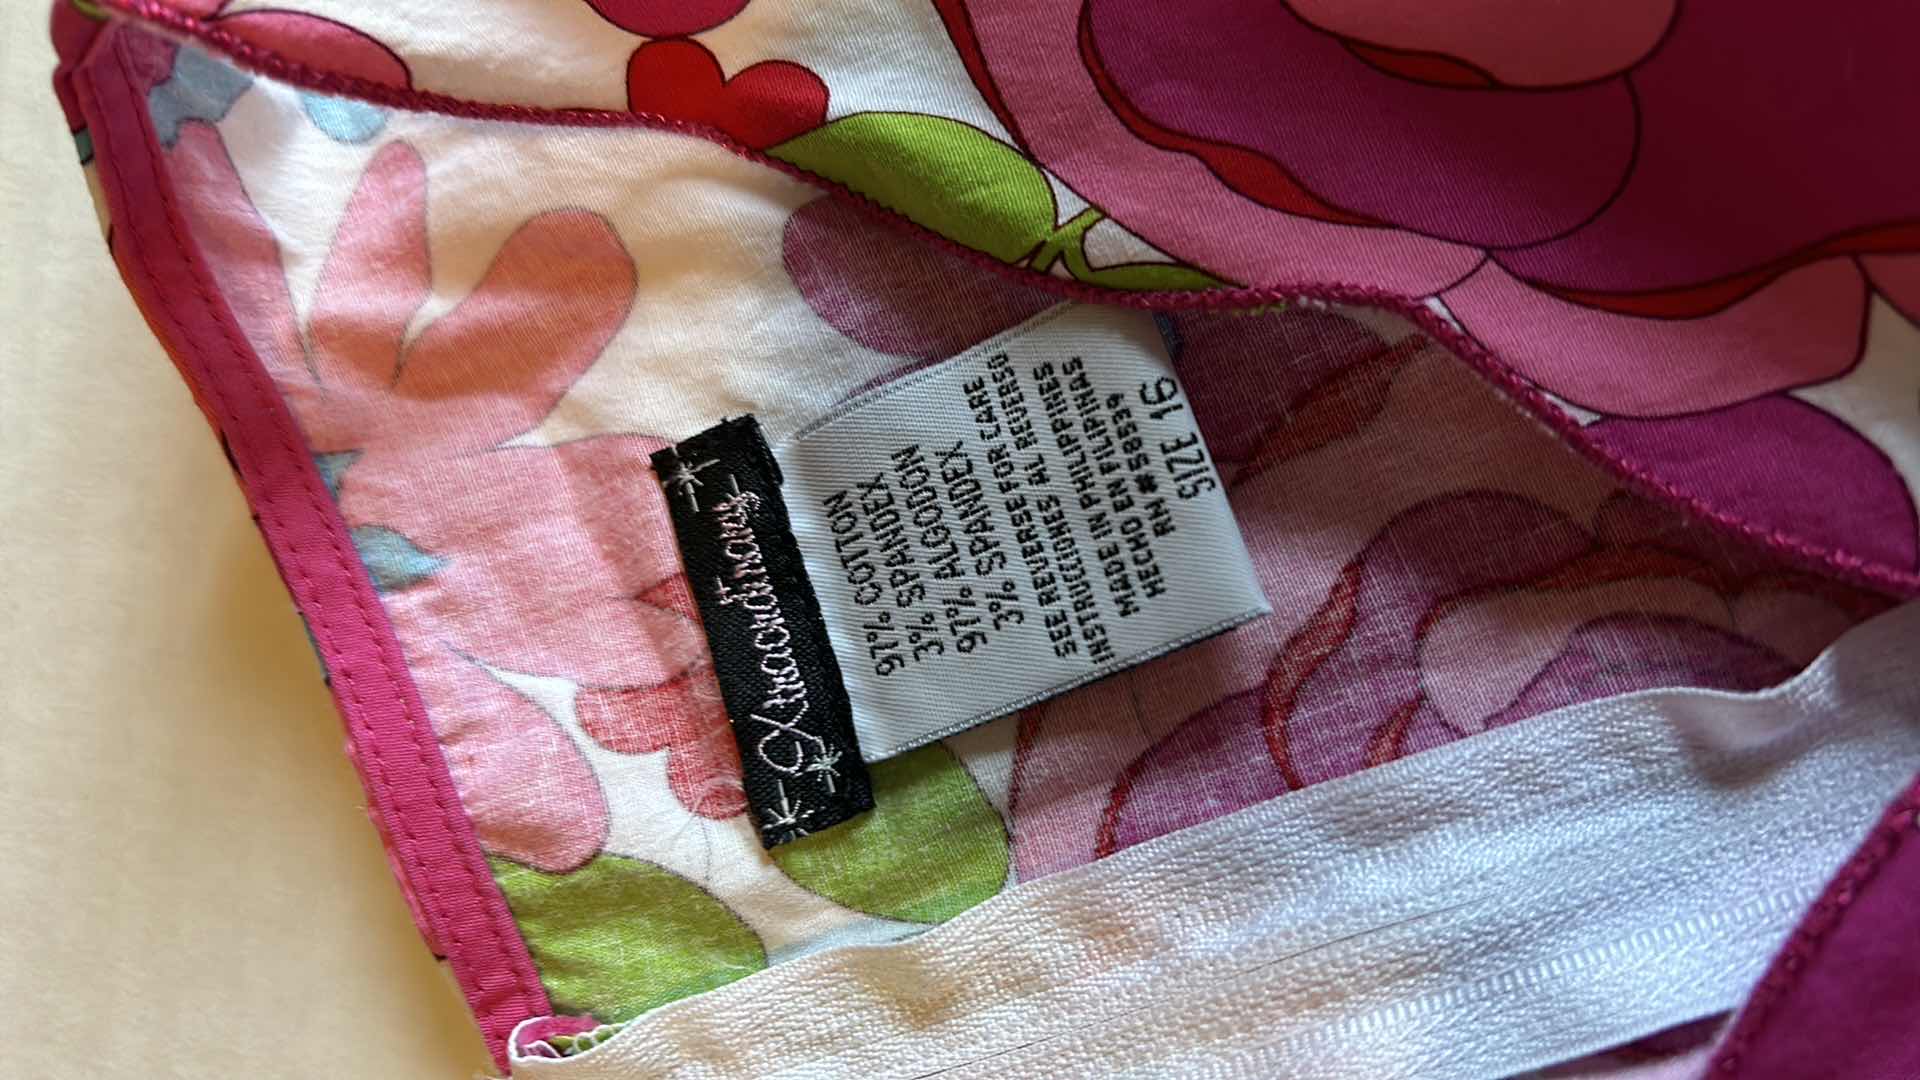 Xtraordinary
97% COTTON
3% SPANDEX
97% ALGODON
3% SPANDEX
SEE REVERSE FOR CARE
INSTRUCCIONES AL REVERSO
MADE IN PHILIPPINES
HECHO EN FILIPINAS
RN #58539
SIZE 16